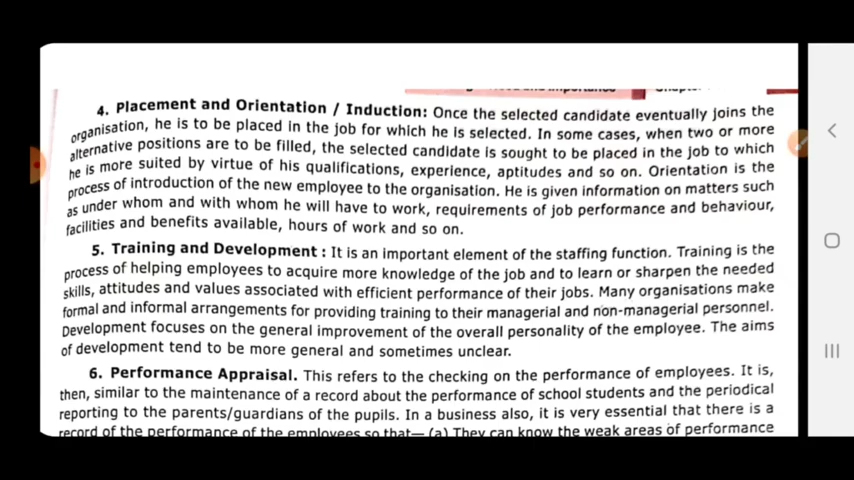 4. Placement and Orientation / Induction: Once the selected candidate eventually joins the
organisation, he is to be placed in the job for which he is selected. In some cases, when two or more
alternative positions are to be filled, the selected candidate is sought to be placed in the job to which
he is more suited by virtue of his qualifications, experience, aptitudes and so on. Orientation is the
process of introduction of the new employee to the organisation. He is given information on matters such
as under whom and with whom he will have to work, requirements of job performance and behaviour,
facilities and benefits available, hours of work and so on.
5. Training and Development : It is an important element of the staffing function. Training is the
process of helping employees to acquire more knowledge of the job and to learn or sharpen the needed
skills, attitudes and values associated with efficient performance of their jobs. Many organisations make
formal and informal arrangements for providing training to their managerial and non-managerial personnel.
Development focuses on the general improvement of the overall personality of the employee. The aims
of development tend to be more general and sometimes unclear.
6. Performance Appraisal. This refers to the checking on the performance of employees. It is,
then, similar to the maintenance of a record about the performance of school students and the periodical
reporting to the parents/guardians of the pupils. In a business also, it is very essential that there is a
record of the performance of the employees so that— (a) They can know the weak areas of performance